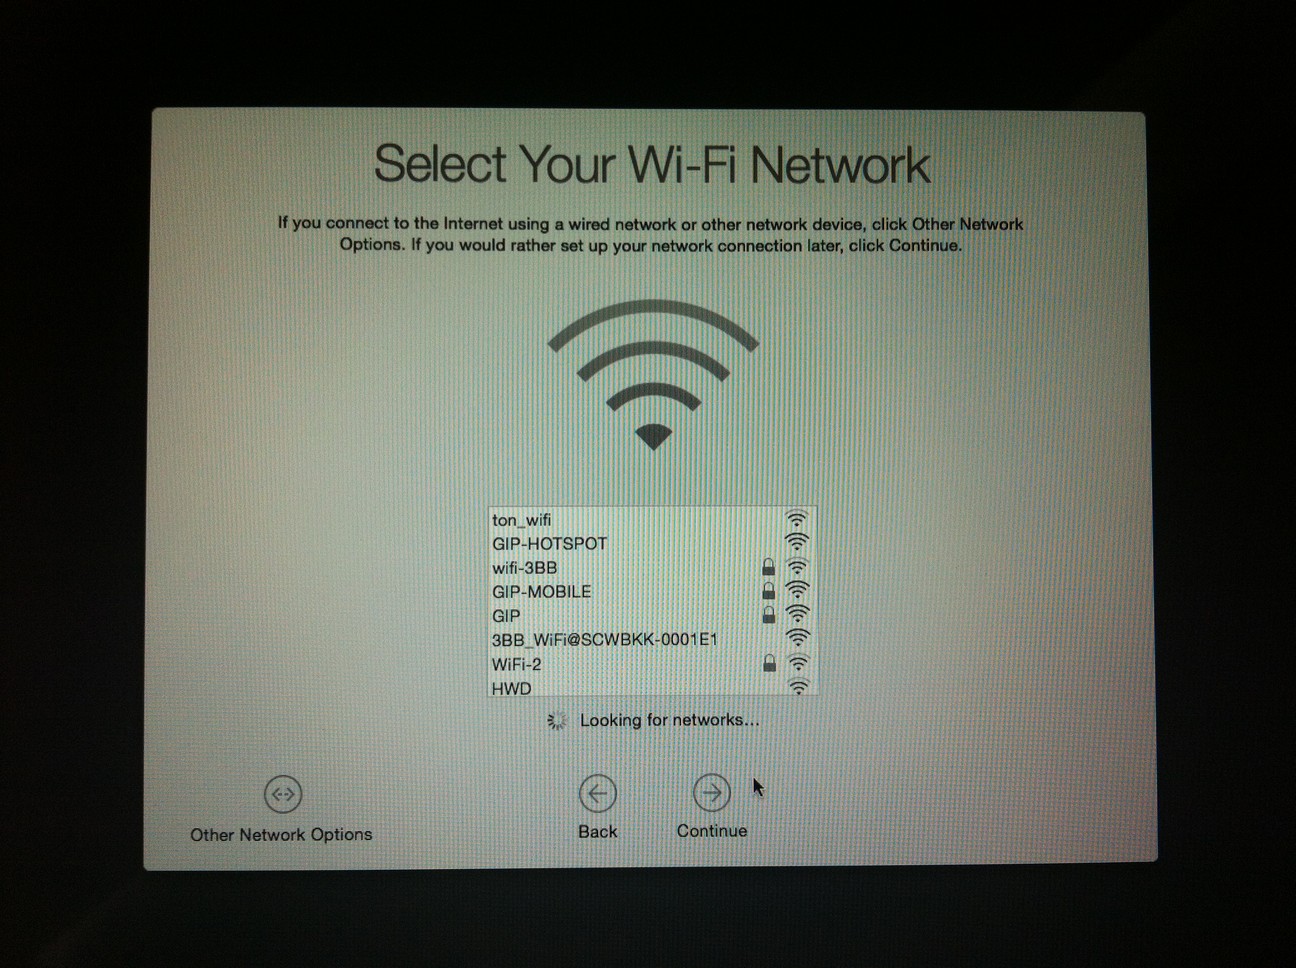 Select Your Wi-Fi Network
If you connect to the Internet using a wired network or other network device, click Other Network
Options. If you would rather set up your network connection later, click Continue.
ton_wifi
GIP-HOTSPOT
wifi-3BB
GIP-MOBILE
GIP
3BB_WiFi@SCWBKK-0001E1
WiFi-2
HWD
Looking for networks...
Other Network Options
Back
Continue